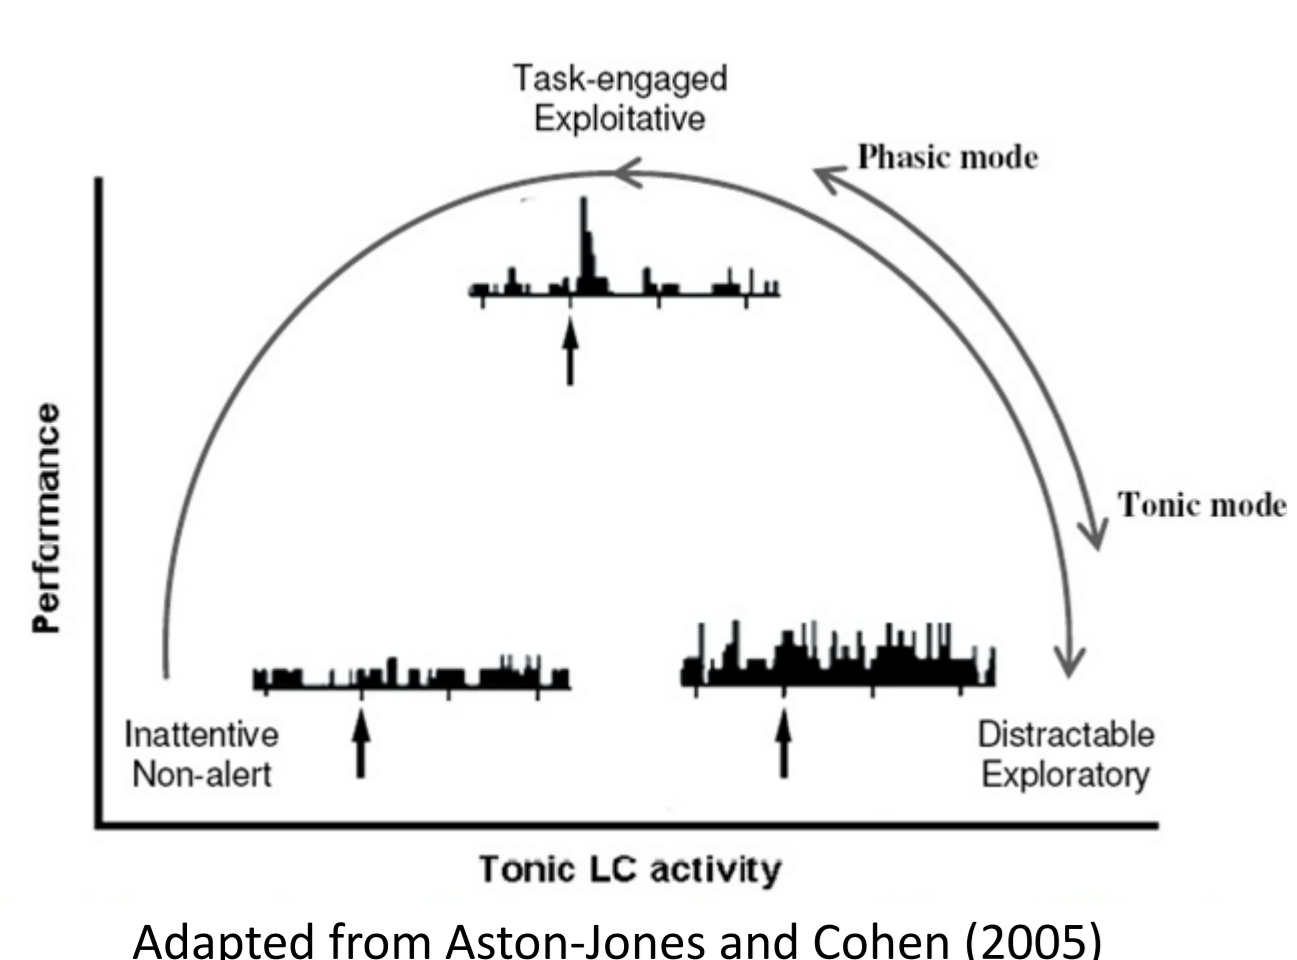 Task-engaged
Exploitative
Phasic mode
Tonic mode
Performance
Inattentive
Non-alert
Distractable
Exploratory
Tonic LC activity
Adapted from Aston-Jones and Cohen (2005)